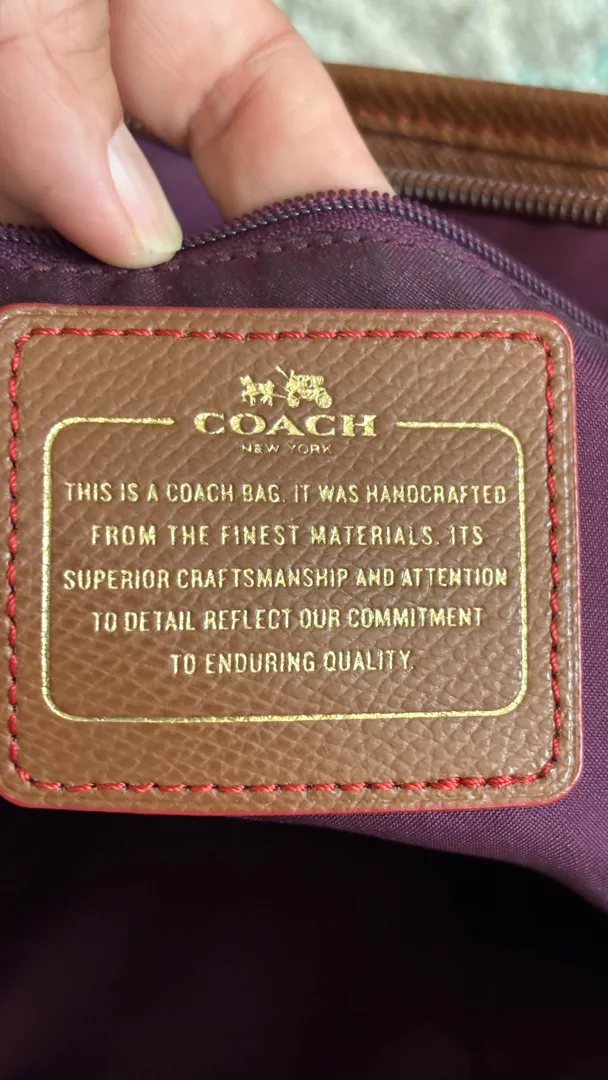 COACH
NEW YORK
THIS IS A COACH BAG. IT WAS HANDCRAFTED
FROM THE FINEST MATERIALS. ITS
SUPERIOR CRAFTSMANSHIP AND ATTENTION
TO DETAIL REFLECT OUR COMMITMENT
TO ENDURING QUALITY.